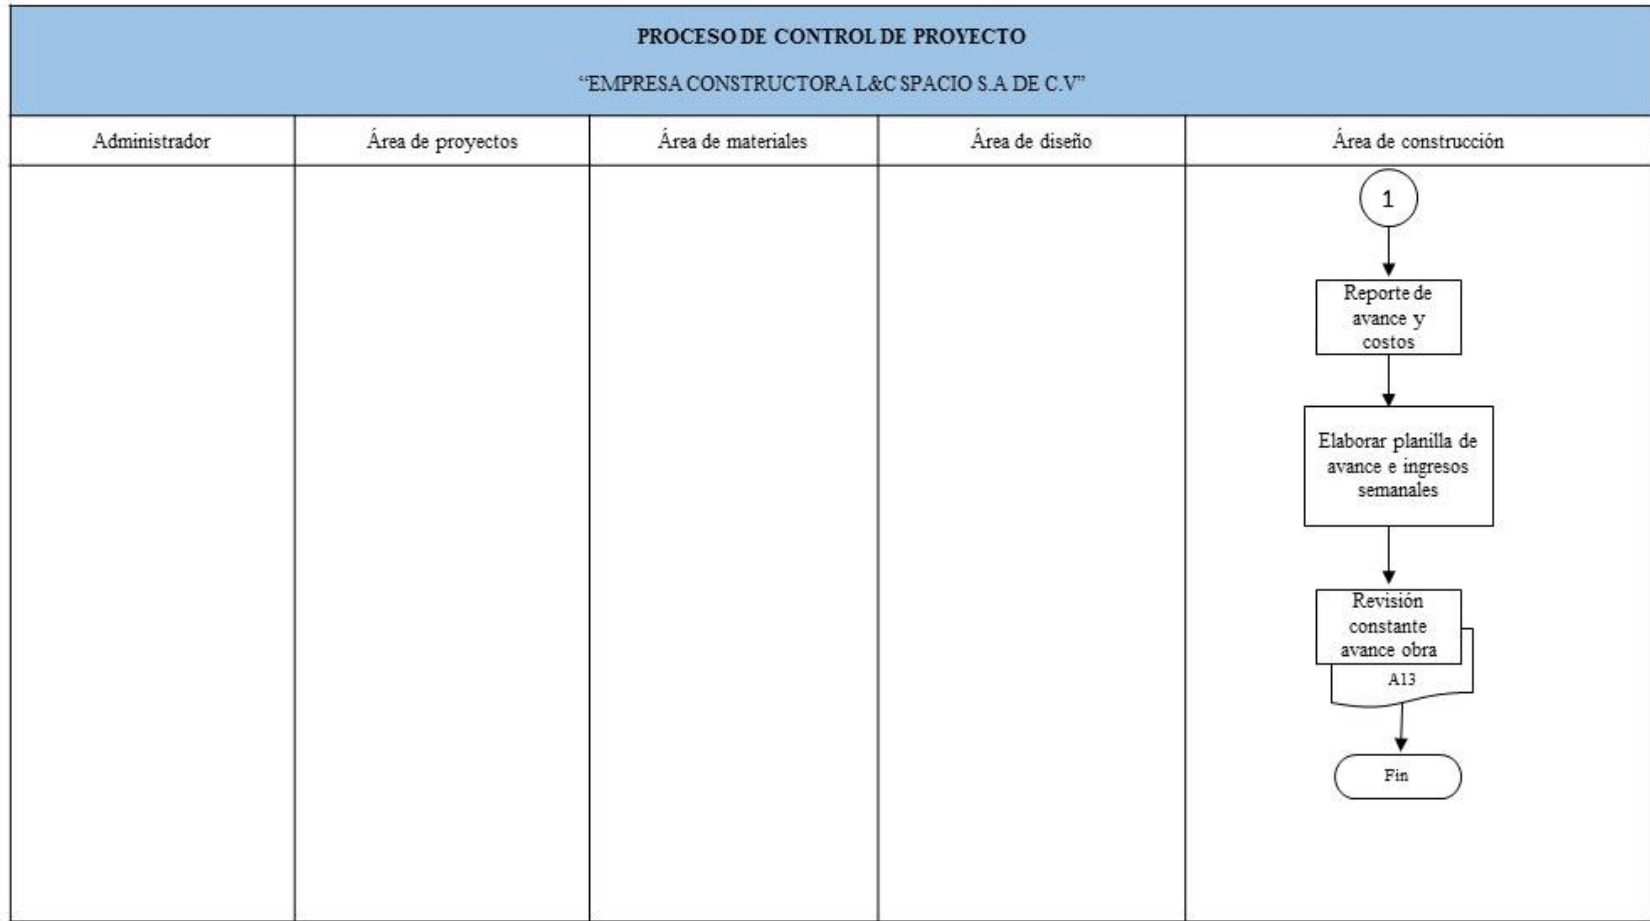 PROCESO DE CONTROL DE PROYECTO
“EMPRESA CONSTRUCTORA L&C SPACIO S.A DE C.V”
Administrador
Área de proyectos
Área de materiales
Área de diseño
Área de construcción
1
Reporte de
avance y
costos
Elaborar planilla de
avance e ingresos
semanales
Revisión
constante
avance obra
A13
Fin